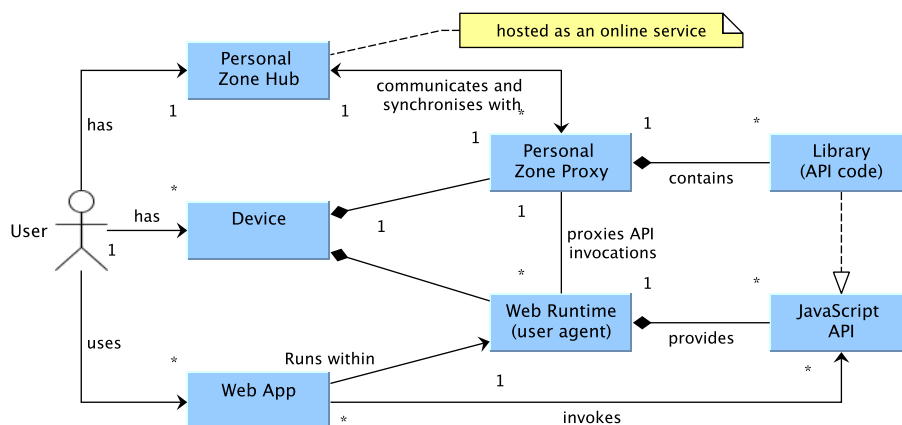 hosted as an online service
Personal
Zone Hub
communicates and
synchronises with
1
1
*
has
1
1
*
Personal
Zone Proxy
contains
Library
(API code)
*
has
User
1
Device
1
1
proxies API
invocations
*
1
*
Web Runtime
(user agent)
provides
JavaScript
API
uses
Runs within
*
Web App
1
*
*
invokes